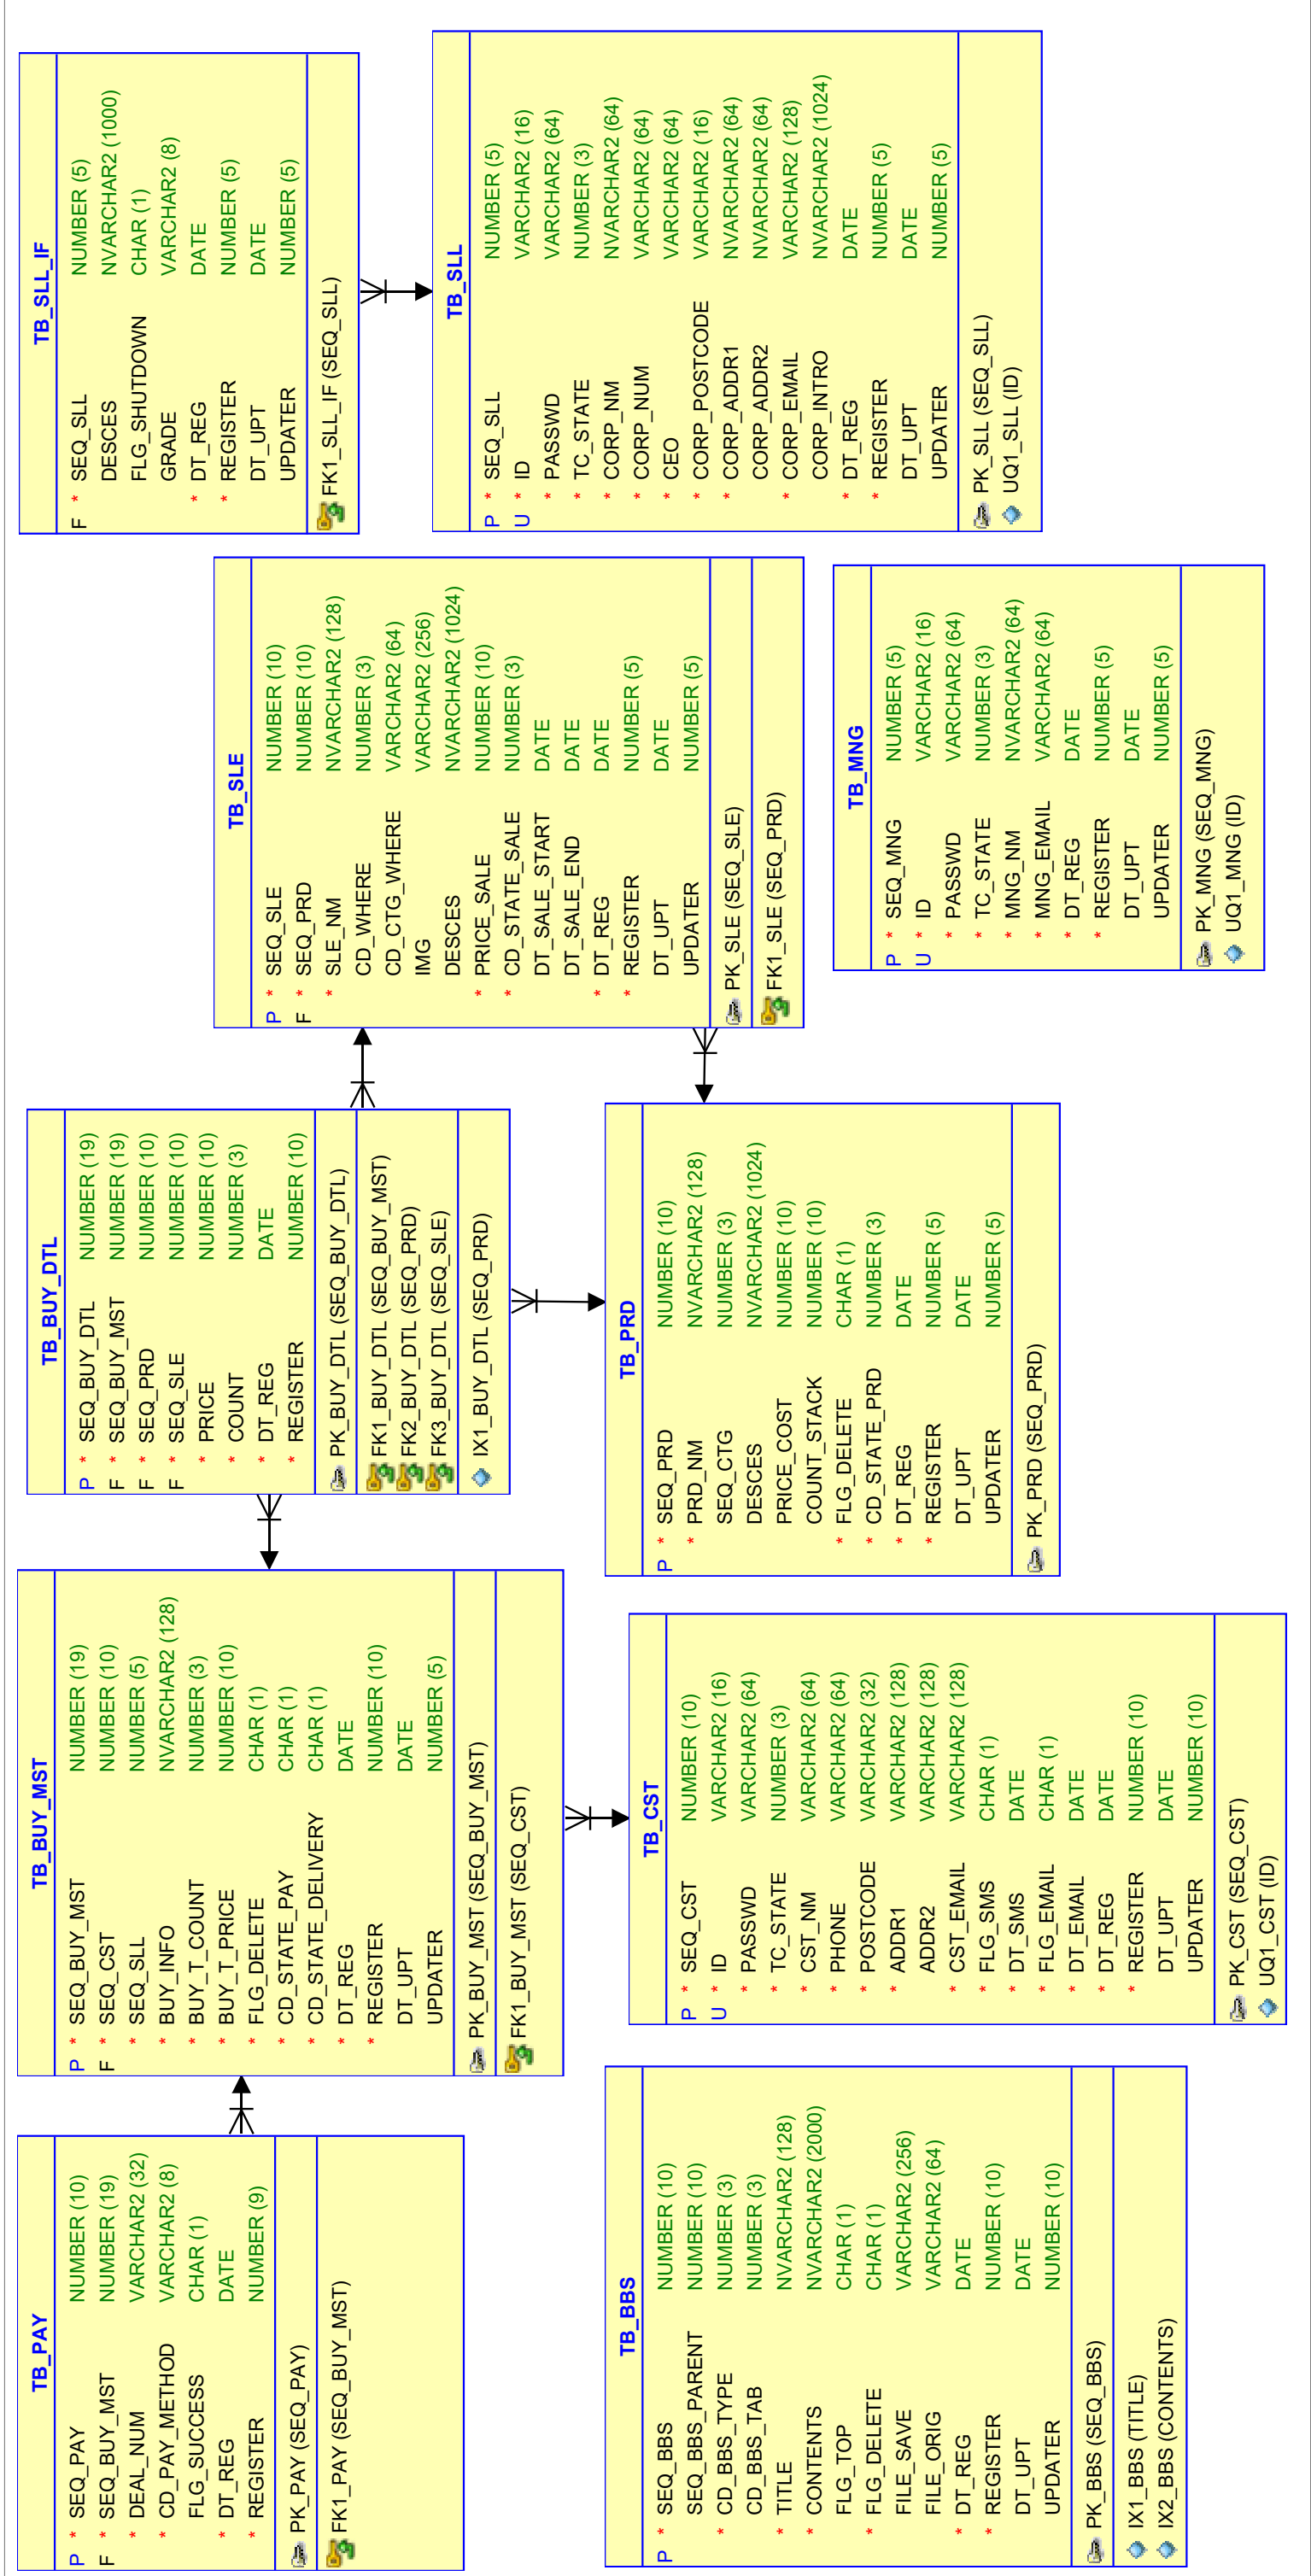 TB_PAY
P * SEQ_PAY NUMBER (10)
F * SEQ_BUY_MST NUMBER (19)
* DEAL_NUM VARCHAR2 (32)
* CD_PAY_METHOD VARCHAR2 (8)
FLG_SUCCESS CHAR (1)
* DT_REG DATE
* REGISTER NUMBER (9)
PK_PAY (SEQ_PAY)
FK1_PAY (SEQ_BUY_MST)
TB_BUY_MST
P * SEQ_BUY_MST NUMBER (19)
F * SEQ_CST NUMBER (10)
* SEQ_SLL NUMBER (5)
* BUY_INFO NVARCHAR2 (128)
* BUY_T_COUNT NUMBER (3)
* BUY_T_PRICE NUMBER (10)
* FLG_DELETE CHAR (1)
* CD_STATE_PAY CHAR (1)
* CD_STATE_DELIVERY CHAR (1)
* DT_REG DATE
* REGISTER NUMBER (10)
DT_UPT DATE
UPDATER NUMBER (5)
PK_BUY_MST (SEQ_BUY_MST)
FK1_BUY_MST (SEQ_CST)
TB_BUY_DTL
P * SEQ_BUY_DTL NUMBER (19)
F * SEQ_BUY_MST NUMBER (19)
F * SEQ_PRD NUMBER (10)
F * SEQ_SLE NUMBER (10)
* PRICE NUMBER (10)
* COUNT NUMBER (3)
* DT_REG DATE
* REGISTER NUMBER (10)
PK_BUY_DTL (SEQ_BUY_DTL)
FK1_BUY_DTL (SEQ_BUY_MST)
FK2_BUY_DTL (SEQ_PRD)
FK3_BUY_DTL (SEQ_SLE)
IX1_BUY_DTL (SEQ_PRD)
TB_SLE
P * SEQ_SLE NUMBER (10)
F * SEQ_PRD NUMBER (10)
* SLE_NM NVARCHAR2 (128)
CD_WHERE NUMBER (3)
CD_CTG_WHERE VARCHAR2 (64)
IMG VARCHAR2 (256)
DESCES NVARCHAR2 (1024)
* PRICE_SALE NUMBER (10)
* CD_STATE_SALE NUMBER (3)
DT_SALE_START DATE
DT_SALE_END DATE
* DT_REG DATE
* REGISTER NUMBER (5)
DT_UPT DATE
UPDATER NUMBER (5)
PK_SLE (SEQ_SLE)
FK1_SLE (SEQ_PRD)
TB_SLL_IF
F * SEQ_SLL NUMBER (5)
DESCES NVARCHAR2 (1000)
FLG_SHUTDOWN CHAR (1)
GRADE VARCHAR2 (8)
* DT_REG DATE
* REGISTER NUMBER (5)
DT_UPT DATE
UPDATER NUMBER (5)
FK1_SLL_IF (SEQ_SLL)
TB_SLL
P * SEQ_SLL NUMBER (5)
U * ID VARCHAR2 (16)
* PASSWD VARCHAR2 (64)
* TC_STATE NUMBER (3)
* CORP_NM NVARCHAR2 (64)
* CORP_NUM VARCHAR2 (64)
* CEO VARCHAR2 (64)
* CORP_POSTCODE VARCHAR2 (16)
* CORP_ADDR1 NVARCHAR2 (64)
CORP_ADDR2 NVARCHAR2 (64)
* CORP_EMAIL VARCHAR2 (128)
CORP_INTRO NVARCHAR2 (1024)
* DT_REG DATE
* REGISTER NUMBER (5)
DT_UPT DATE
UPDATER NUMBER (5)
PK_SLL (SEQ_SLL)
UQ1_SLL (ID)
TB_BBS
P * SEQ_BBS NUMBER (10)
SEQ_BBS_PARENT NUMBER (10)
* CD_BBS_TYPE NUMBER (3)
CD_BBS_TAB NUMBER (3)
* TITLE NVARCHAR2 (128)
* CONTENTS NVARCHAR2 (2000)
FLG_TOP CHAR (1)
* FLG_DELETE CHAR (1)
FILE_SAVE VARCHAR2 (256)
FILE_ORIG VARCHAR2 (64)
* DT_REG DATE
* REGISTER NUMBER (10)
DT_UPT DATE
UPDATER NUMBER (10)
PK_BBS (SEQ_BBS)
IX1_BBS (TITLE)
IX2_BBS (CONTENTS)
TB_CST
P * SEQ_CST NUMBER (10)
U * ID VARCHAR2 (16)
* PASSWD VARCHAR2 (64)
* TC_STATE NUMBER (3)
* CST_NM VARCHAR2 (64)
* PHONE VARCHAR2 (64)
* POSTCODE VARCHAR2 (32)
* ADDR1 VARCHAR2 (128)
ADDR2 VARCHAR2 (128)
* CST_EMAIL VARCHAR2 (128)
* FLG_SMS CHAR (1)
* DT_SMS DATE
* FLG_EMAIL CHAR (1)
* DT_EMAIL DATE
* DT_REG DATE
* REGISTER NUMBER (10)
DT_UPT DATE
UPDATER NUMBER (10)
PK_CST (SEQ_CST)
UQ1_CST (ID)
TB_PRD
P * SEQ_PRD NUMBER (10)
* PRD_NM NVARCHAR2 (128)
SEQ_CTG NUMBER (3)
DESCES NVARCHAR2 (1024)
PRICE_COST NUMBER (10)
COUNT_STACK NUMBER (10)
* FLG_DELETE CHAR (1)
* CD_STATE_PRD NUMBER (3)
* DT_REG DATE
* REGISTER NUMBER (5)
DT_UPT DATE
UPDATER NUMBER (5)
PK_PRD (SEQ_PRD)
TB_MNG
P * SEQ_MNG NUMBER (5)
U * ID VARCHAR2 (16)
* PASSWD VARCHAR2 (64)
* TC_STATE NUMBER (3)
* MNG_NM NVARCHAR2 (64)
* MNG_EMAIL VARCHAR2 (64)
* DT_REG DATE
* REGISTER NUMBER (5)
DT_UPT DATE
UPDATER NUMBER (5)
PK_MNG (SEQ_MNG)
UQ1_MNG (ID)